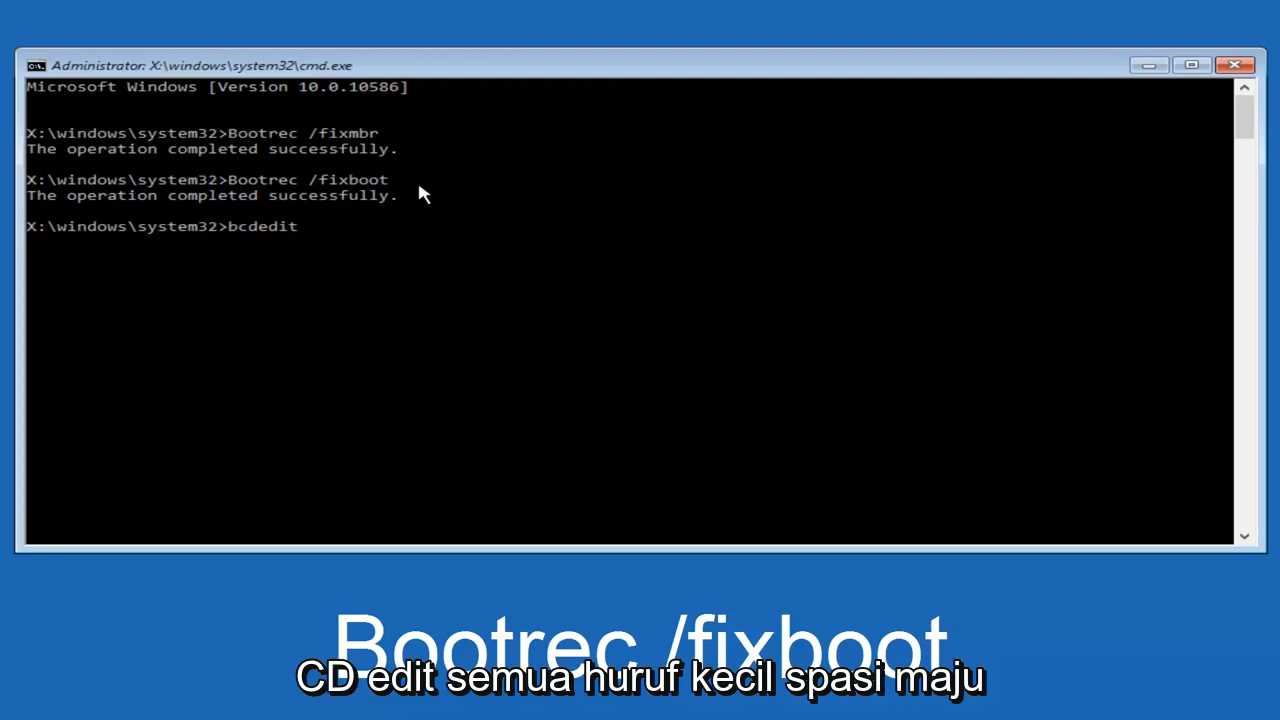 Administrator: X:\windows\system32\cmd.exe
Microsoft Windows [Version 10.0.10586]
X:\windows\system32>Bootrec /fixmbr
The operation completed successfully.
X:\windows\system32>Bootrec /fixboot
The operation completed successfully.
X:\windows\system32>bcdedit
Bootrec /fixboot
CD edit semua huruf kecil spasi maju